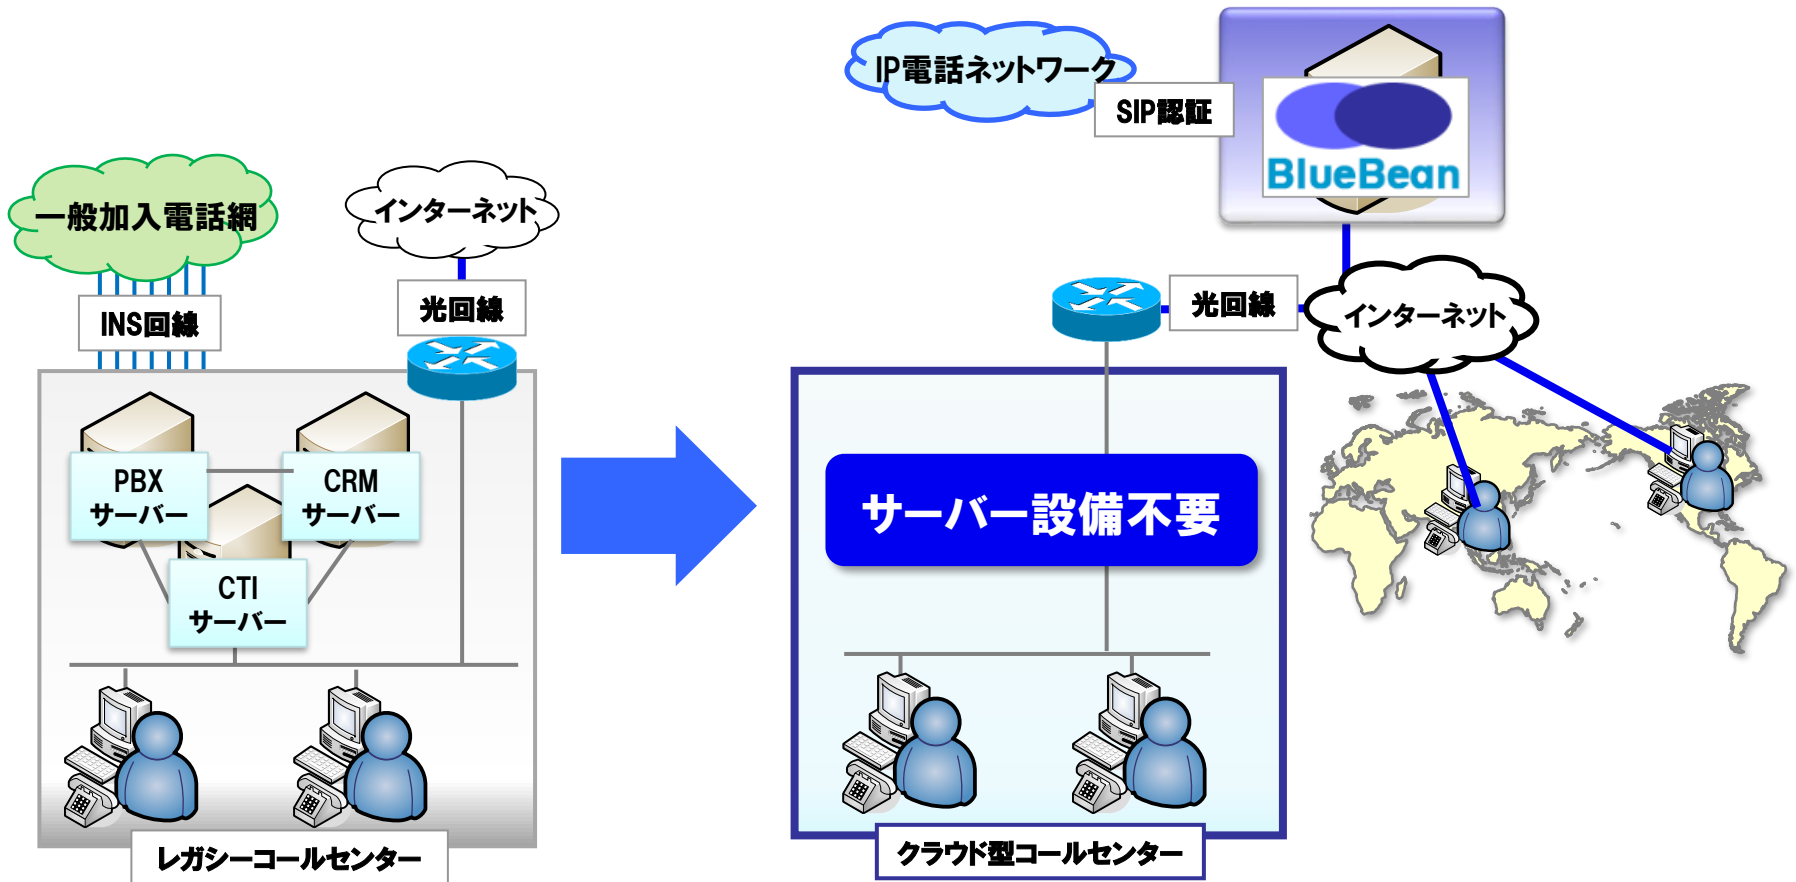 一般加入電話網
INS回線
インターネット
光回線
PBX
サーバー
CRM
サーバー
CTI
サーバー
レガシーコールセンター
IP電話ネットワーク
SIP認証
BlueBean
光回線
インターネット
サーバー設備不要
クラウド型コールセンター